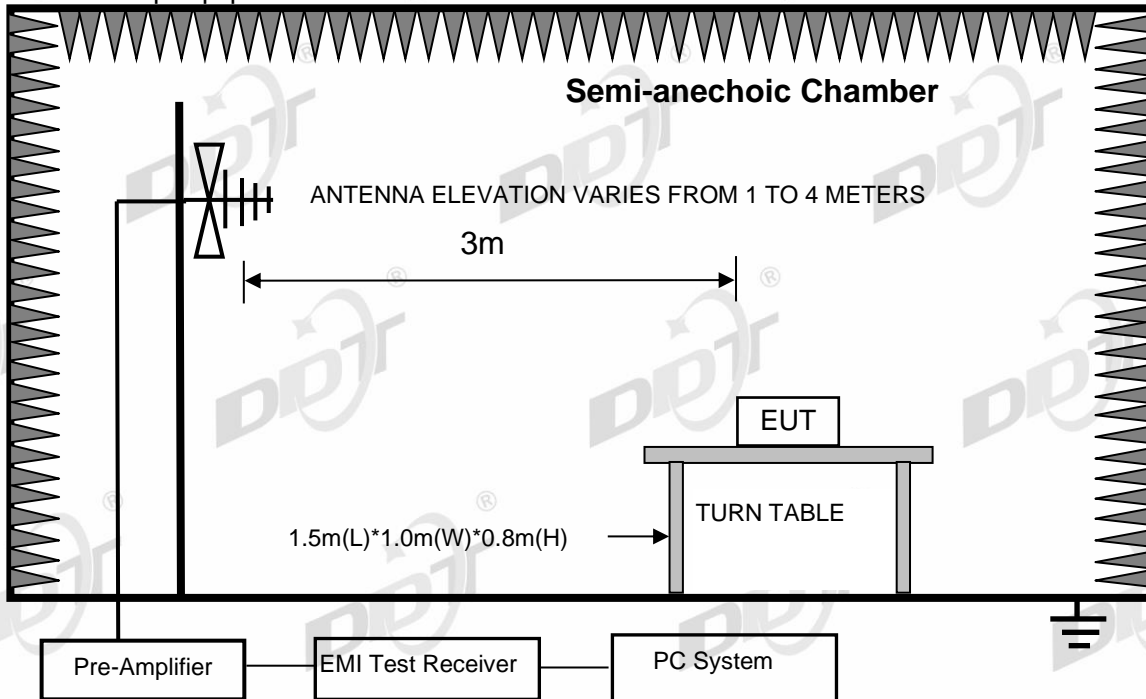 Semi-anechoic Chamber
ANTENNA ELEVATION VARIES FROM 1 TO 4 METERS
3m
EUT
TURN TABLE
1.5m(L)*1.0m(W)*0.8m(H)
Pre-Amplifier
EMI Test Receiver
PC System
DDT
®